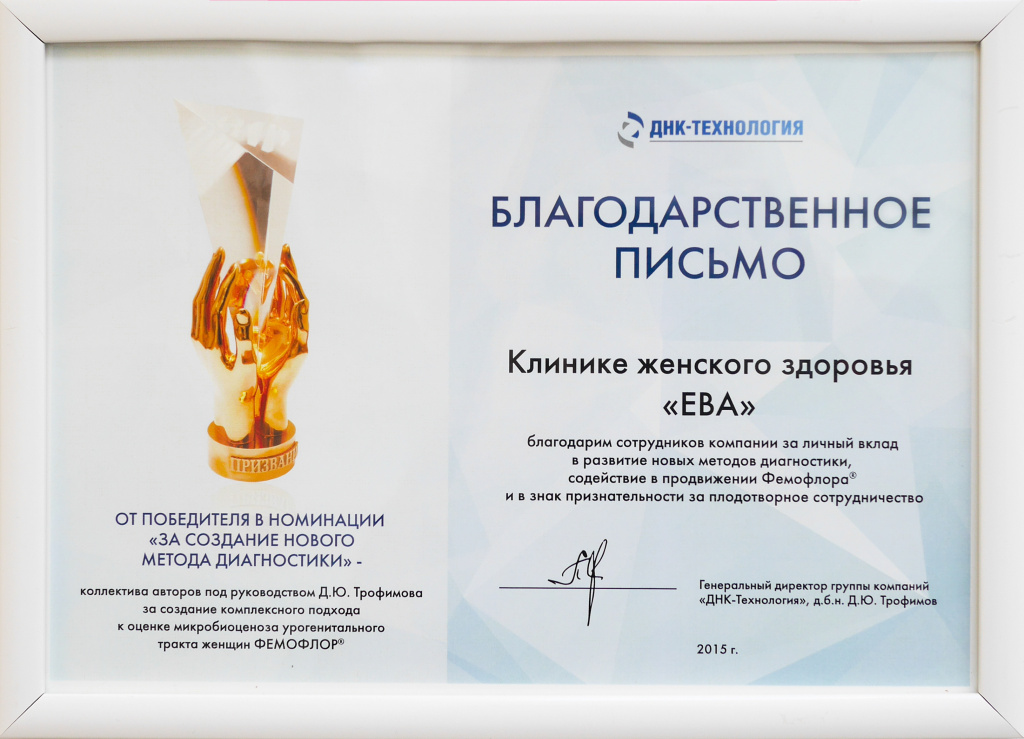 ПРИЗВАН
ОТ ПОБЕДИТЕЛЯ В НОМИНАЦИИ
«ЗА СОЗДАНИЕ НОВОГО
МЕТОДА ДИАГНОСТИКИ» -
коллектива авторов под руководством Д.Ю. Трофимова
за создание комплексного подхода
к оценке микробиоценоза урогенитального
тракта женщин ФЕМОФЛОР®
ДНК-ТЕХНОЛОГИЯ
БЛАГОДАРСТВЕННОЕ
ПИСЬМО
Клинике женского здоровья
«ЕВА»
благодарим сотрудников компании за личный вклад
в развитие новых методов диагностики,
содействие в продвижении Фемофлора®
и в знак признательности за плодотворное сотрудничество
Генеральный директор группы компаний
«ДНК-Технология», д.б.н. Д.Ю. Трофимов
2015 г.